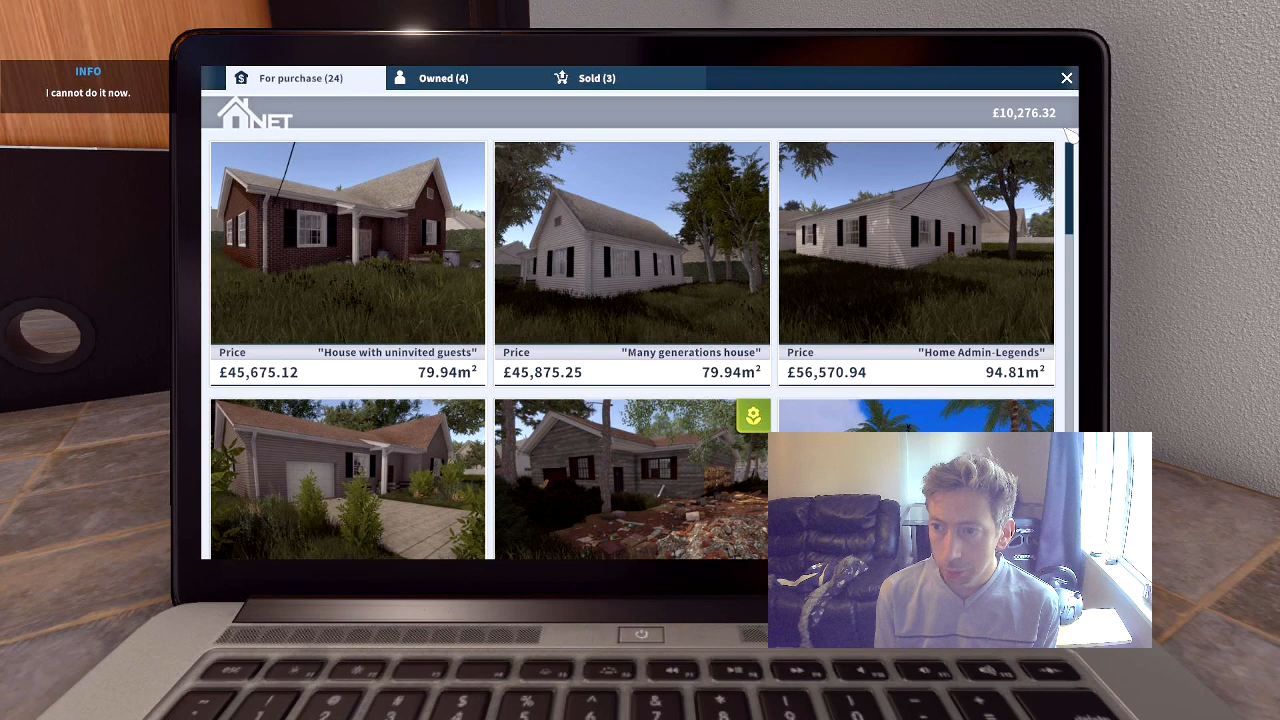 INFO
I cannot do it now.
For purchase (24)
Owned (4)
Sold (3)
NET
£10,276.32
Price "House with uninvited guests"
£45,675.12 79.94m²
Price "Many generations house"
£45,875.25 79.94m²
Price "Home Admin-Legends"
£56,570.94 94.81m²
esc